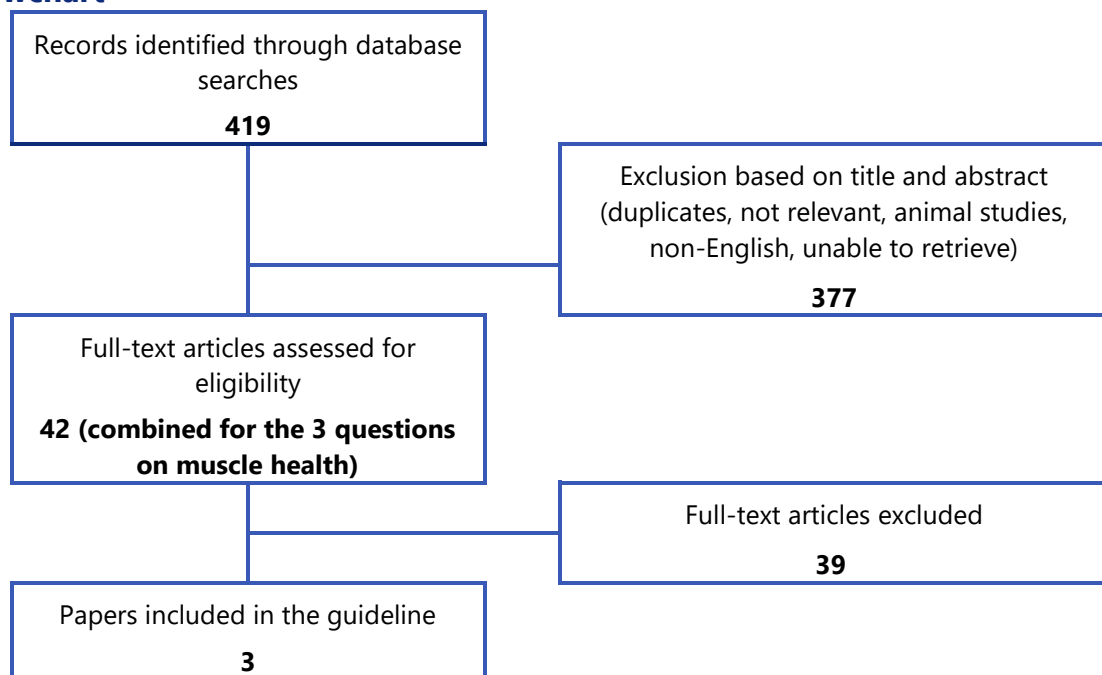 Records identified through database
searches
419
Exclusion based on title and abstract
(duplicates, not relevant, animal studies,
non-English, unable to retrieve)
377
Full-text articles assessed for
eligibility
42 (combined for the 3 questions
on muscle health)
Full-text articles excluded
39
Papers included in the guideline
3